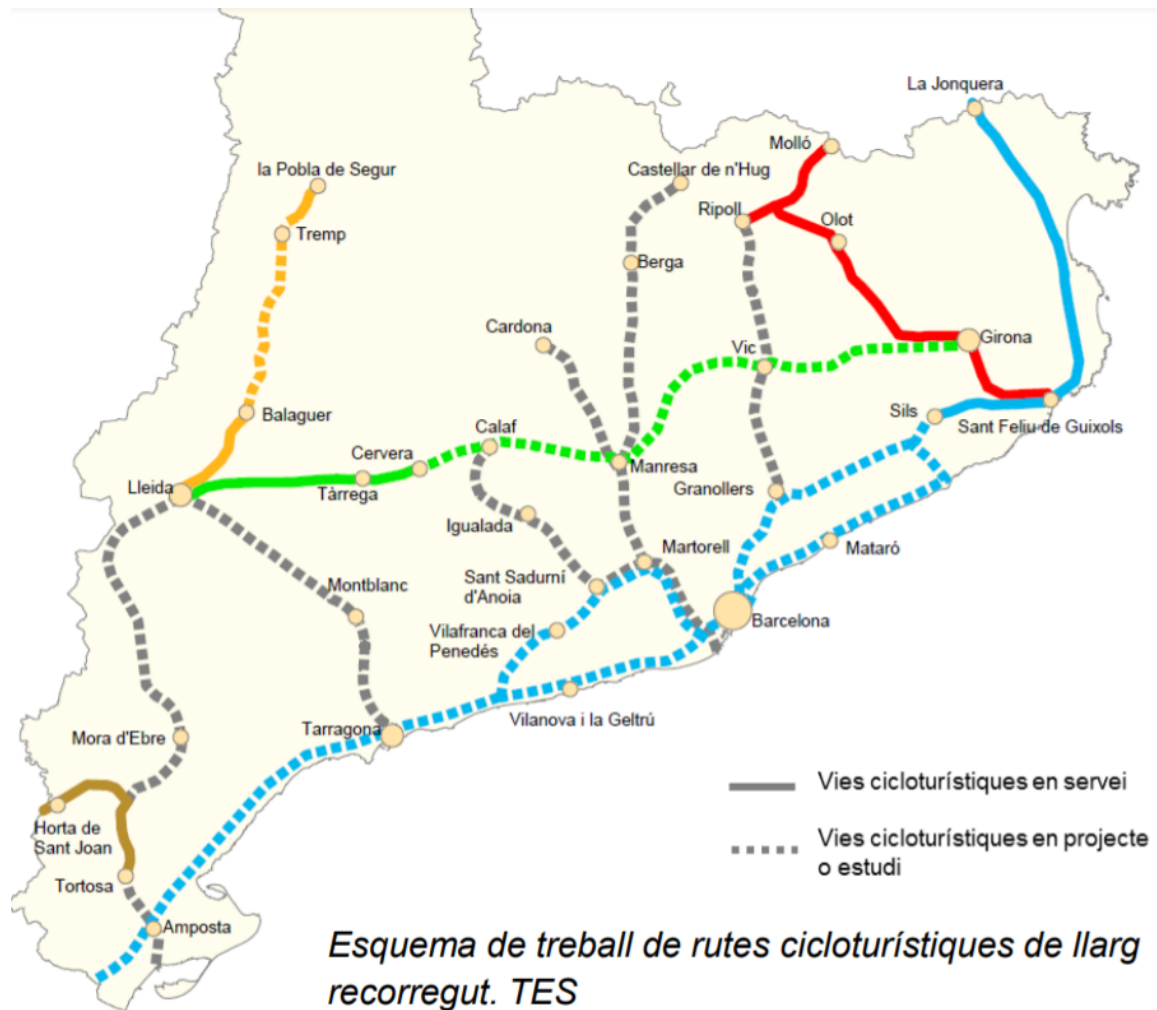 La Jonquera
Molló
la Pobla de Segur
Castellar de n'Hug
Ripoll
Olot
Tremp
Berga
Cardona
Girona
Vic
Balaguer
Sils
Calaf
Sant Feliu de Guixols
Cervera
Manresa
Lleida
Tàrrega
Granollers
Igualada
Martorell
Mataró
Montblanc
Sant Sadurní
d'Anoia
Barcelona
Vilafranca del
Penedés
Vilanova i la Geltrú
Tarragona
Mora d'Ebre
Vies cicloturístiques en servei
Horta de
Sant Joan
Vies cicloturístiques en projecte
o estudi
Tortosa
Amposta
Esquema de treball de rutes cicloturístiques de llarg
recorregut. TES